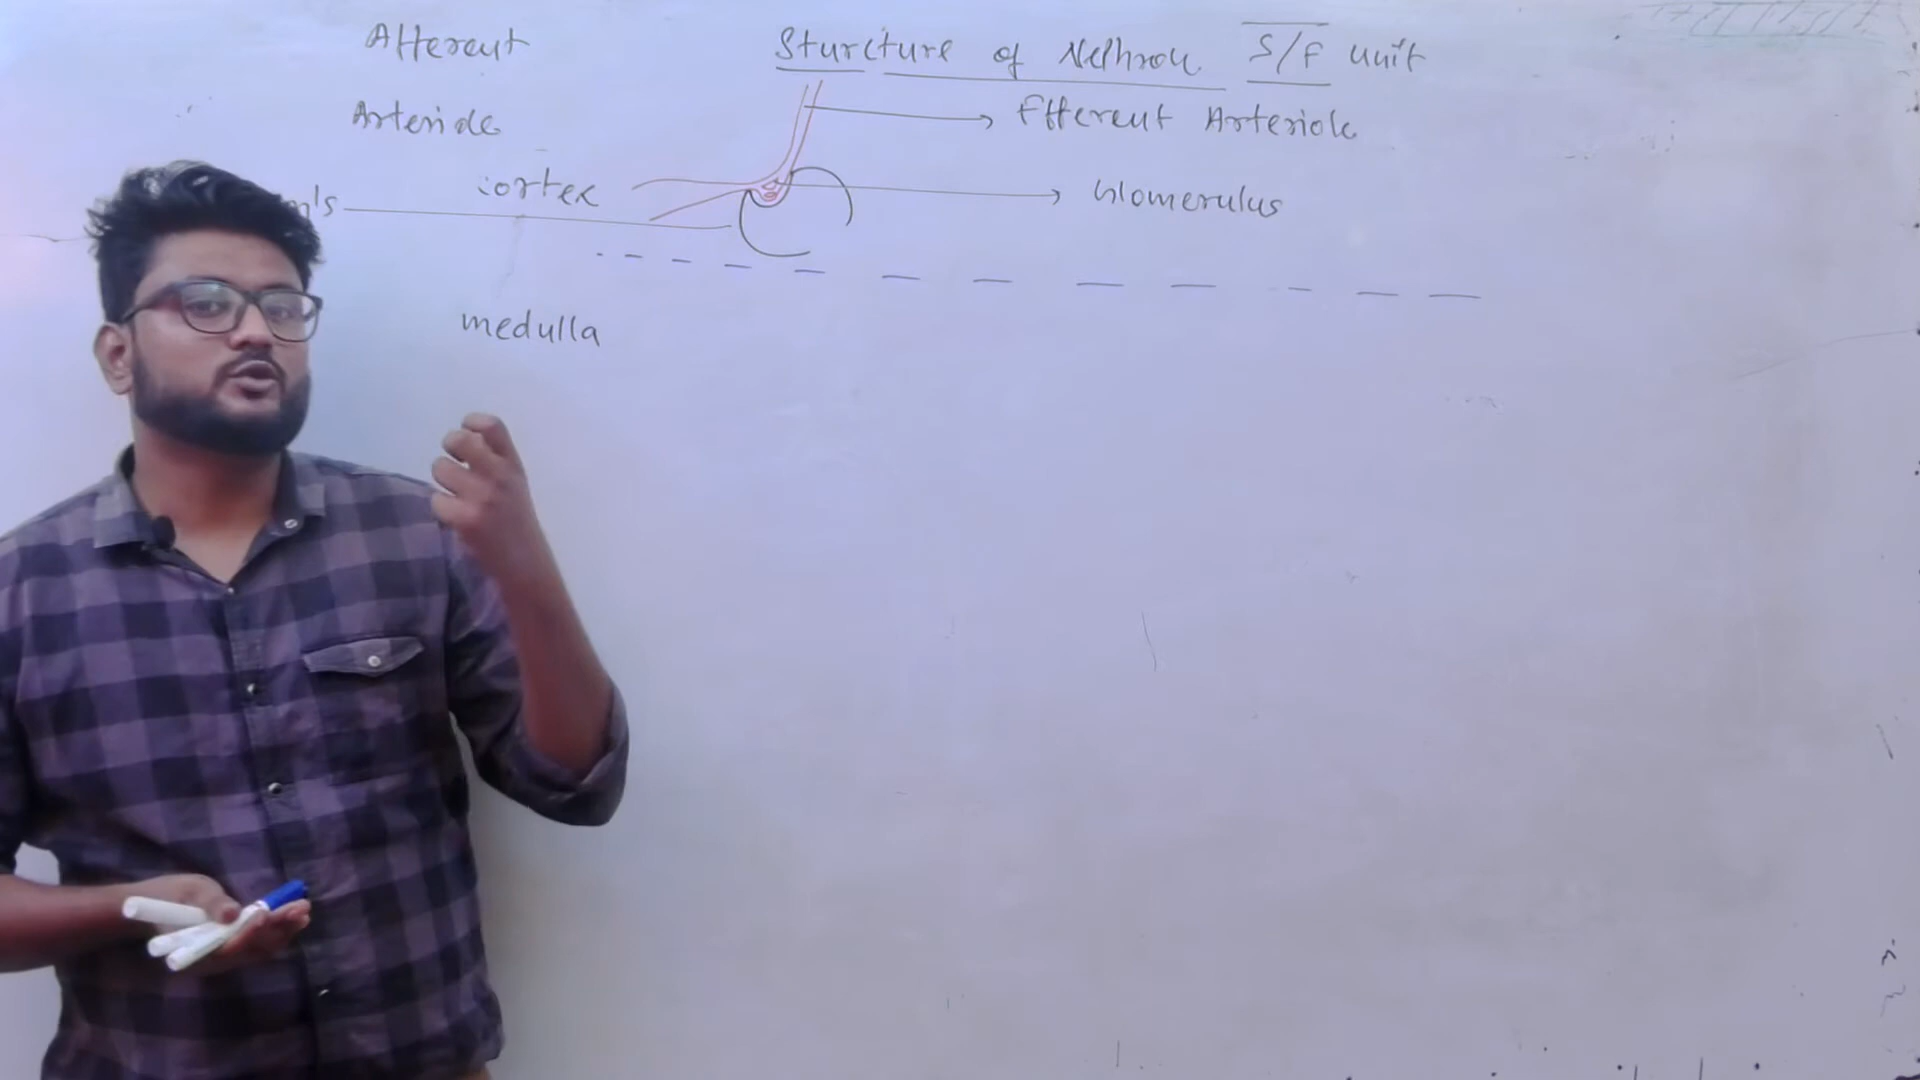 Afferent
Arteriole
Sturcture of Nephron S/F unit
Efferent Arteriole
cortex
Glomerulus
medulla